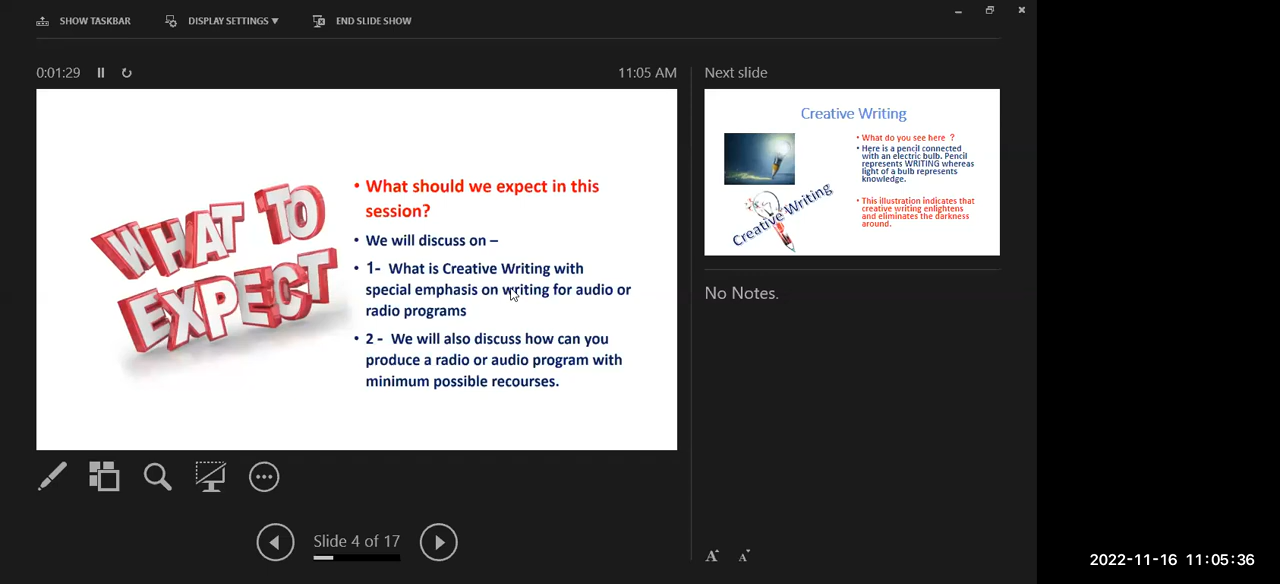 SHOW TASKBAR
DISPLAY SETTINGS ▼
END SLIDE SHOW
0:01:29
11:05 AM
WHAT TO
EXPECT
• What should we expect in this
session?
• We will discuss on –
• 1- What is Creative Writing with
special emphasis on writing for audio or
radio programs
• 2 - We will also discuss how can you
produce a radio or audio program with
minimum possible recourses.
Slide 4 of 17
Next slide
Creative Writing
• What do you see here ?
• Here is a pencil connected
with an electric bulb. Pencil
represents WRITING whereas
light of a bulb represents
knowledge.
• This illustration indicates that
creative writing enlightens
and eliminates the darkness
around.
Creative Writing
No Notes.
A A
2022-11-16 11:05:36